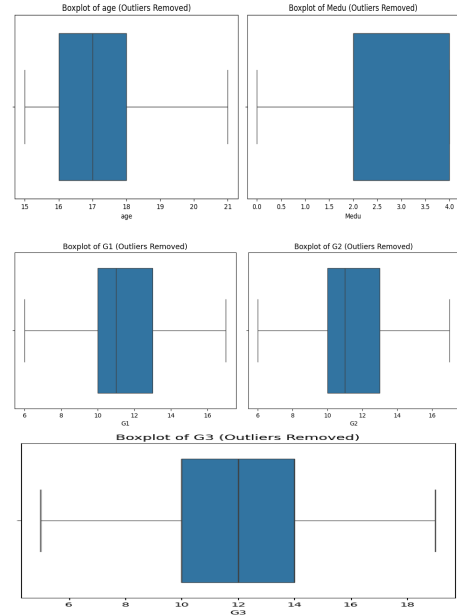 Boxplot of age (Outliers Removed)
15 16 17 18 19 20 21
age
Boxplot of Medu (Outliers Removed)
0.0 0.5 1.0 1.5 2.0 2.5 3.0 3.5 4.0
Medu
Boxplot of G1 (Outliers Removed)
6 8 10 12 14 16
G1
Boxplot of G2 (Outliers Removed)
6 8 10 12 14 16
G2
Boxplot of G3 (Outliers Removed)
6 8 10 12 14 16 18
G3